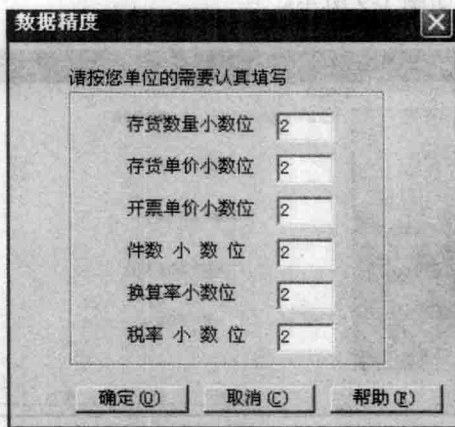 数据精度
请按您单位的需要认真填写
存货数量小数位 2
存货单价小数位 2
开票单价小数位 2
件数 小 数 位 2
换算率小数位 2
税率 小 数 位 2
确定(O) 取消(C) 帮助(F)